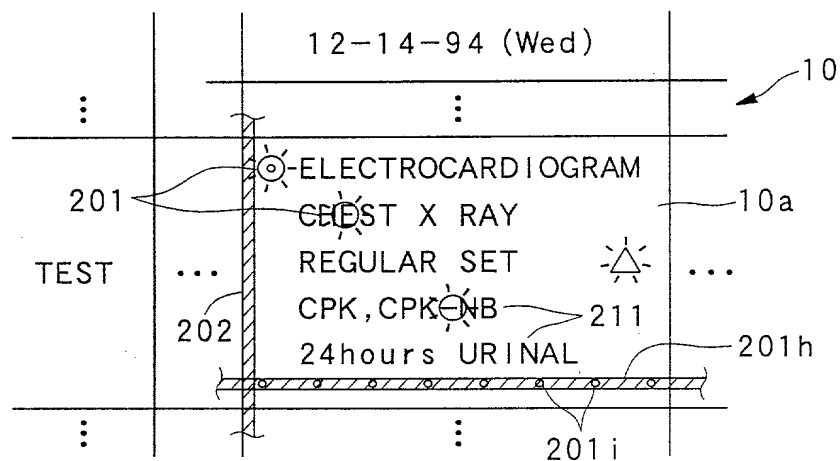 12-14-94 (Wed)
10
ELECTROCARDIOGRAM
201
CHEST X RAY
10a
TEST
REGULAR SET
202
CPK,CPK-NB
211
24hours URINAL
201h
201i